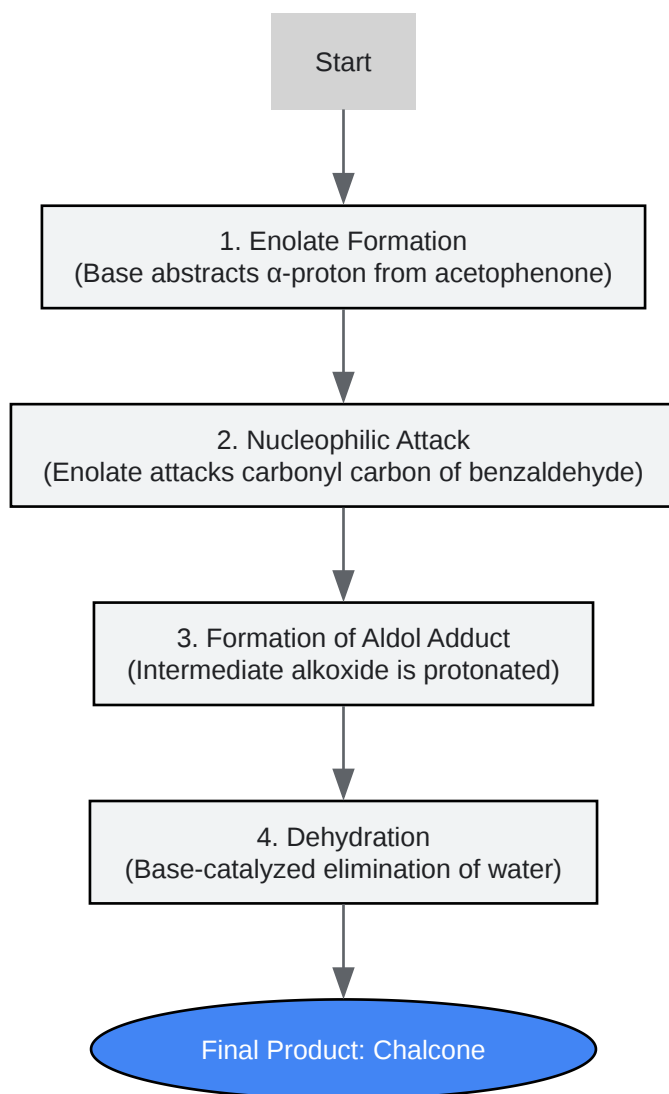 Start
1. Enolate Formation
(Base abstracts α-proton from acetophenone)
2. Nucleophilic Attack
(Enolate attacks carbonyl carbon of benzaldehyde)
3. Formation of Aldol Adduct
(Intermediate alkoxide is protonated)
4. Dehydration
(Base-catalyzed elimination of water)
Final Product: Chalcone